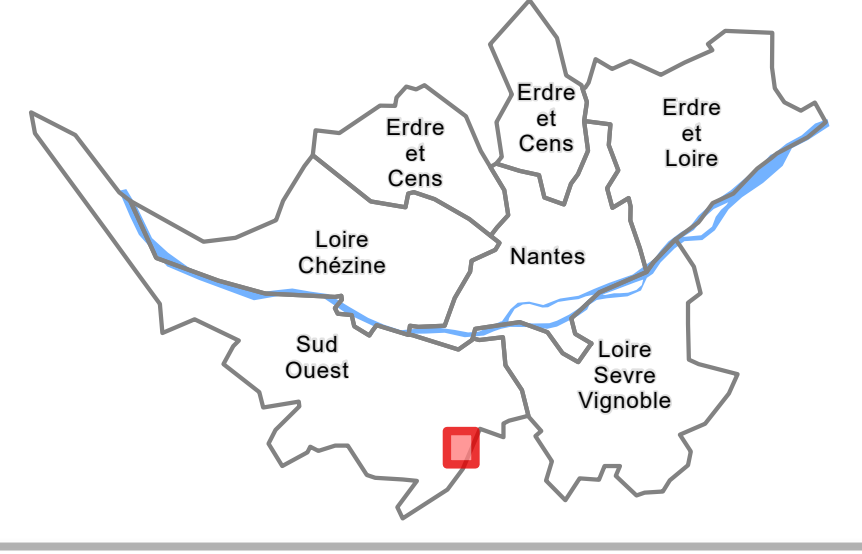 Erdre
et
Cens
Erdre
et
Loire
Erdre
et
Cens
Loire
Chézine
Nantes
Sud
Ouest
Loire
Sevre
Vignoble